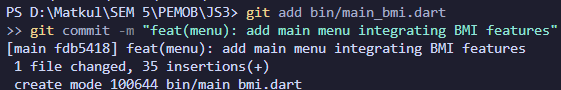 PS D:\Matkul\SEM 5\PEMOB\JS3> git add bin/main_bmi.dart
>> git commit -m "feat(menu): add main menu integrating BMI features"
[main fdb5418] feat(menu): add main menu integrating BMI features
 1 file changed, 35 insertions(+)
 create mode 100644 bin/main_bmi.dart